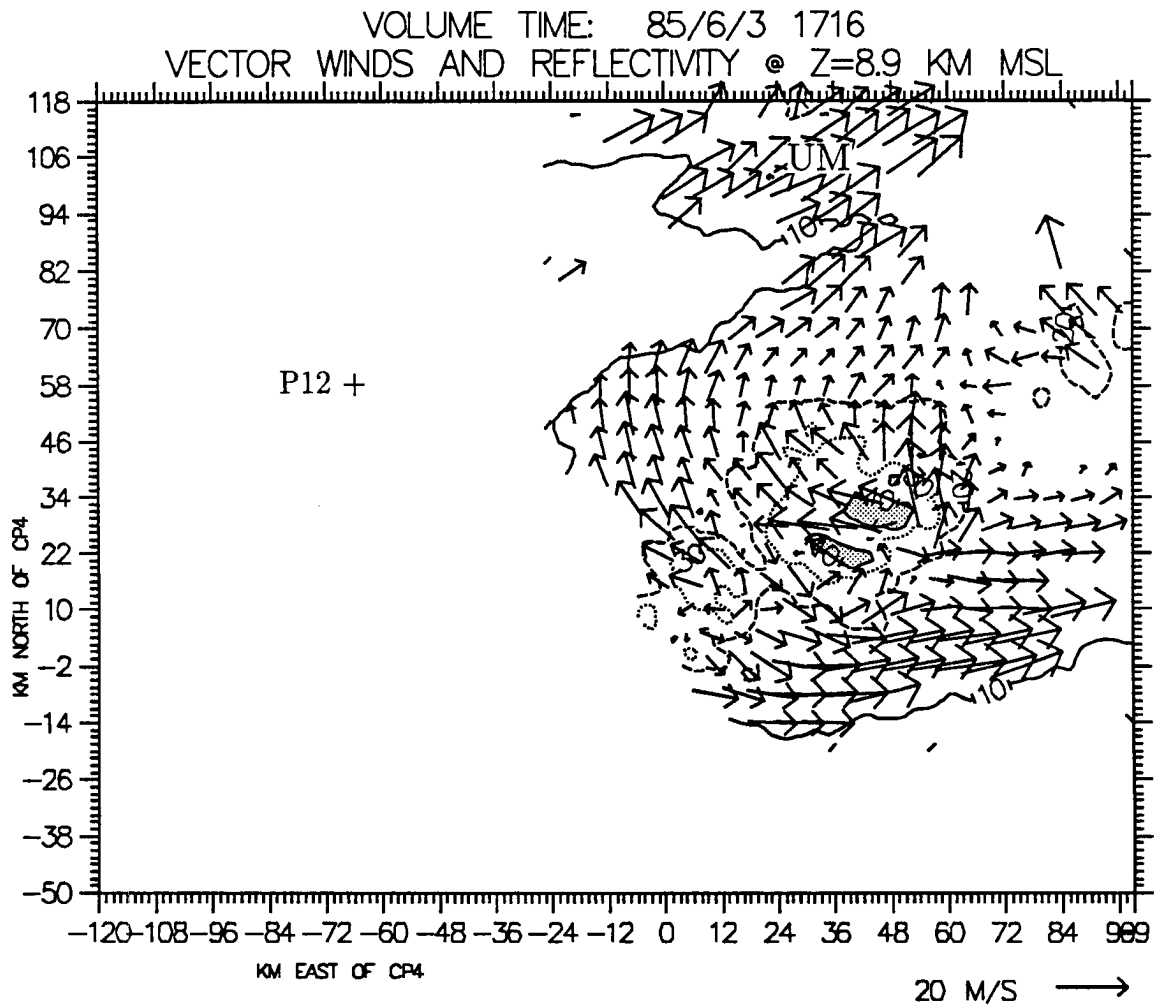 VOLUME TIME: 85/6/3 1716
VECTOR WINDS AND REFLECTIVITY @ Z=8.9 KM MSL
118
106
94
82
70
58
46
34
22
10
-2
-14
-26
-38
-50
KM NORTH OF CP4
UM
10
20
P12 +
10
-120 -108 -96 -84 -72 -60 -48 -36 -24 -12 0 12 24 36 48 60 72 84
KM EAST OF CP4
20 M/S